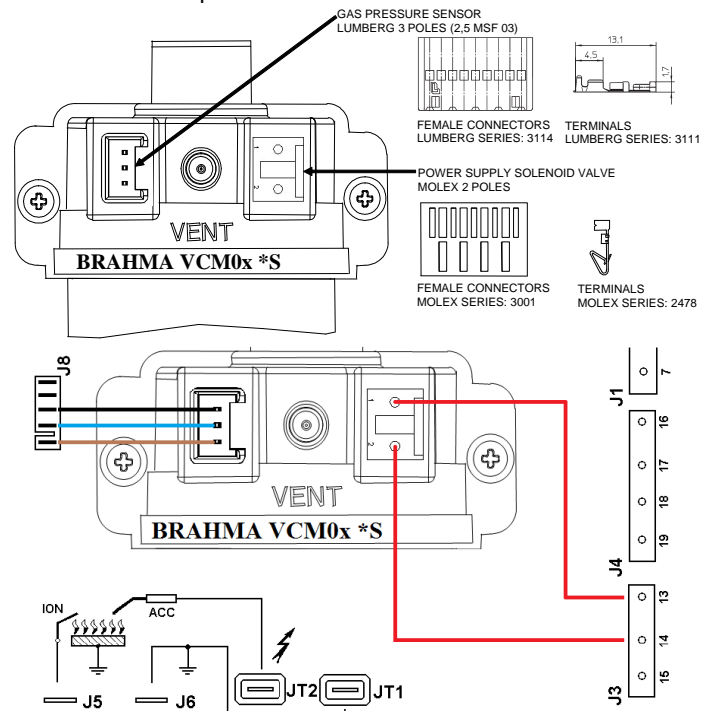 GAS PRESSURE SENSOR
LUMBERG 3 POLES (2,5 MSF 03)
13,1
4,5
1,7
FEMALE CONNECTORS
LUMBERG SERIES: 3114
TERMINALS
LUMBERG SERIES: 3111
1
2
POWER SUPPLY SOLENOID VALVE
MOLEX 2 POLES
VENT
BRAHMA VCM0x *S
FEMALE CONNECTORS
MOLEX SERIES: 3001
TERMINALS
MOLEX SERIES: 2478
J8
1
2
VENT
BRAHMA VCM0x *S
J1
7
16
17
18
19
J4
13
14
15
J3
ION
ACC
J5
J6
JT2
JT1